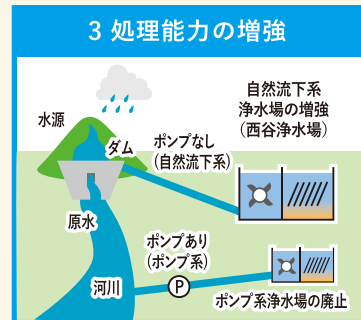 3 処理能力の増強
自然流下系
浄水場の増強
(西谷浄水場)
水源
ダム
ポンプなし
(自然流下系)
原水
ポンプあり
(ポンプ系)
河川
P
ポンプ系浄水場の廃止